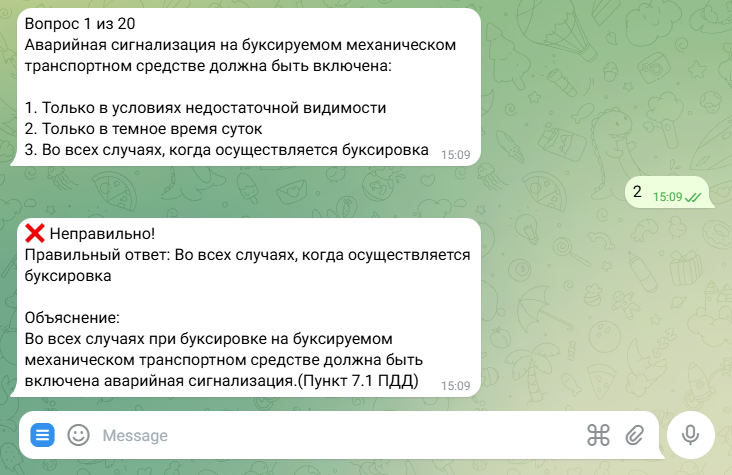 Вопрос 1 из 20
Аварийная сигнализация на буксируемом механическом
транспортном средстве должна быть включена:
1. Только в условиях недостаточной видимости
2. Только в темное время суток
3. Во всех случаях, когда осуществляется буксировка 15:09
2 15:09
❌ Неправильно!
Правильный ответ: Во всех случаях, когда осуществляется
буксировка
Объяснение:
Во всех случаях при буксировке на буксируемом
механическом транспортном средстве должна быть
включена аварийная сигнализация.(Пункт 7.1 ПДД) 15:09
Message